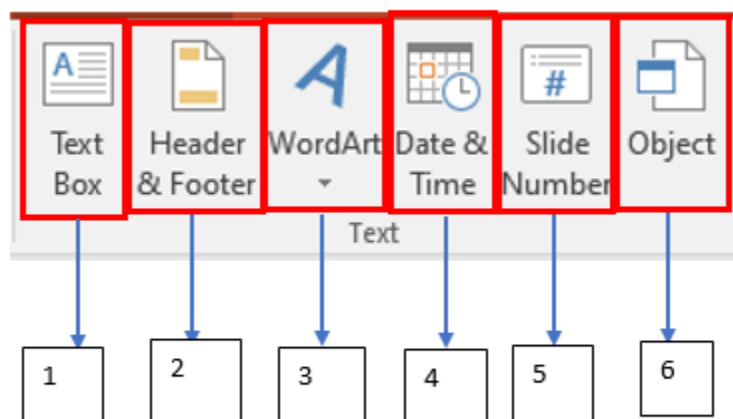 A
#
Text Header WordArt Date & Slide Object
Box & Footer Time Number
Text
1 2 3 4 5 6